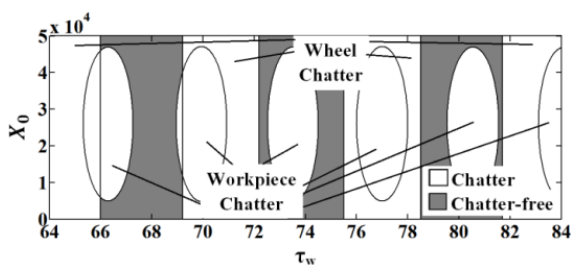 5 x 10⁴
4
3
2
1
0
X₀
Wheel
Chatter
Workpiece
Chatter
Chatter
Chatter-free
64 66 68 70 72 74 76 78 80 82 84
τw